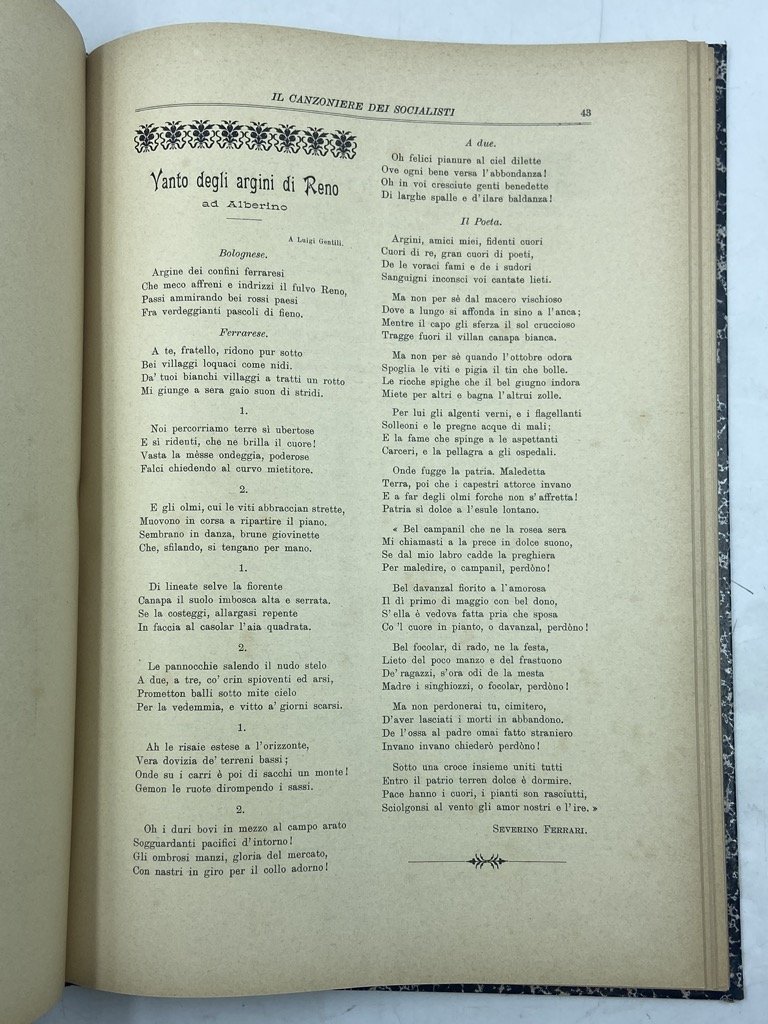 IL CANZONIERE DEI SOCIALISTI
43
Vanto degli argini di Reno
ad Alberino
A Luigi Gentili.
Bolognese.
Argine dei confini ferraresi
Che meco affreni e indrizzi il fulvo Reno,
Passi ammirando bei rossi paesi
Fra verdeggianti pascoli di fieno.
Ferrarese.
A te, fratello, ridono pur sotto
Bei villaggi loquaci come nidi.
Da' tuoi bianchi villaggi a tratti un rotto
Mi giunge a sera gaio suon di stridi.
1.
Noi percorriamo terre sì ubertose
E sì ridenti, che ne brilla il cuore!
Vasta la mèsse ondeggia, poderose
Falci chiedendo al curvo mietitore.
2.
E gli olmi, cui le viti abbraccian strette,
Muovono in corsa a ripartire il piano.
Sembrano in danza, brune giovinette
Che, sfilando, si tengano per mano.
1.
Di lineate selve la fiorente
Canapa il suolo imbosca alta e serrata.
Se la costeggi, allargasi repente
In faccia al casolar l'aia quadrata.
2.
Le pannocchie salendo il nudo stelo
A due, a tre, co' crin spioventi ed arsi,
Prometton balli sotto mite cielo
Per la vedemmia, e vitto a' giorni scarsi.
1.
Ah le risaie estese a l'orizzonte,
Vera dovizia de' terreni bassi;
Onde su i carri è poi di sacchi un monte!
Gemon le ruote dirompendo i sassi.
2.
Oh i duri bovi in mezzo al campo arato
Sogguardanti pacifici d'intorno!
Gli ombrosi manzi, gloria del mercato,
Con nastri in giro per il collo adorno!
A due.
Oh felici pianure al ciel dilette
Ove ogni bene versa l'abbondanza!
Oh in voi cresciute genti benedette
Di larghe spalle e d'ilare baldanza!
Il Poeta.
Argini, amici miei, fidenti cuori
Cuori di re, gran cuori di poeti,
De le voraci fami e de i sudori
Sanguigni inconsci voi cantate lieti.
Ma non per sè dal macero vischioso
Dove a lungo si affonda in sino a l'anca;
Mentre il capo gli sferza il sol cruccioso
Tragge fuori il villan canapa bianca.
Ma non per sè quando l'ottobre odora
Spoglia le viti e pigia il tin che bolle.
Le ricche spighe che il bel giugno indora
Miete per altri e bagna l'altrui zolle.
Per lui gli algenti verni, e i flagellanti
Solleoni e le pregne acque di mali;
E la fame che spinge a le aspettanti
Carceri, e la pellagra a gli ospedali.
Onde fugge la patria. Maledetta
Terra, poi che i capestri attorce invano
E a far degli olmi forche non s'affretta!
Patria sì dolce a l'esule lontano.
« Bel campanil che ne la rosea sera
Mi chiamasti a la prece in dolce suono,
Se dal mio labro cadde la preghiera
Per maledire, o campanil, perdòno!
Bel davanzal fiorito a l'amorosa
Il dì primo di maggio con bel dono,
S'ella è vedova fatta pria che sposa
Co 'l cuore in pianto, o davanzal, perdòno!
Bel focolar, di rado, ne la festa,
Lieto del poco manzo e del frastuono
De' ragazzi, s'ora odi de la mesta
Madre i singhiozzi, o focolar, perdòno!
Ma non perdonerai tu, cimitero,
D'aver lasciati i morti in abbandono.
De l'ossa al padre omai fatto straniero
Invano invano chiederò perdòno!
Sotto una croce insieme uniti tutti
Entro il patrio terren dolce è dormire.
Pace hanno i cuori, i pianti son rasciutti,
Sciolgonsi al vento gli amor nostri e l'ire. »
SEVERINO FERRARI.